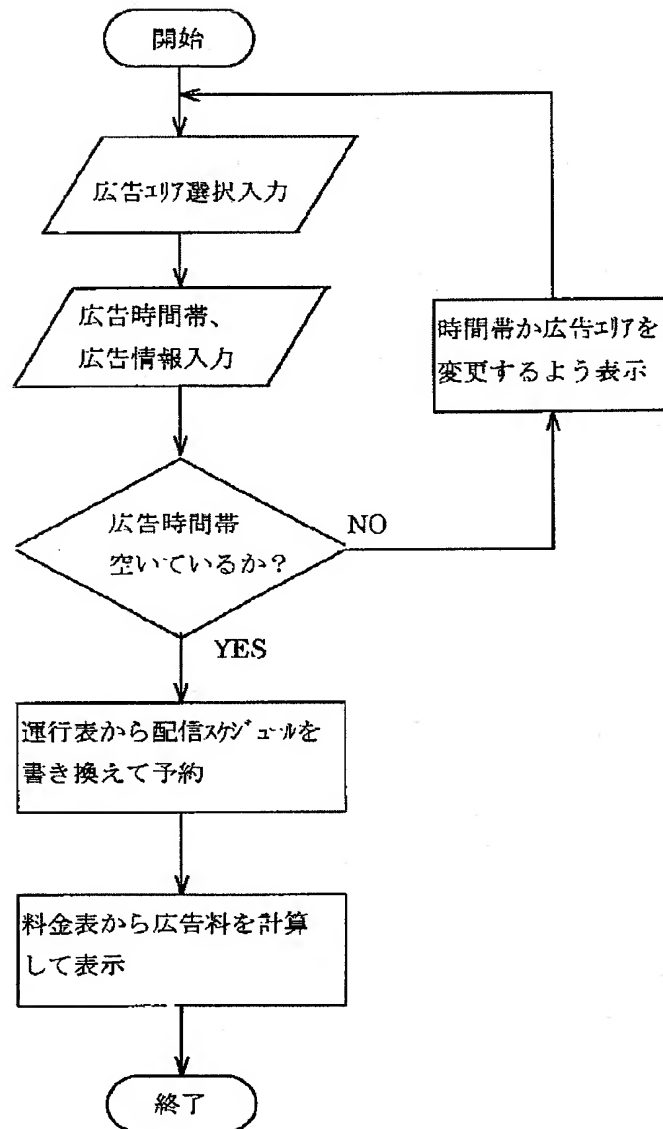 開始
広告ｴﾘｱ選択入力
広告時間帯、
広告情報入力
時間帯か広告ｴﾘｱを
変更するよう表示
広告時間帯
空いているか？
NO
YES
運行表から配信ｽｹｼﾞｭｰﾙを
書き換えて予約
料金表から広告料を計算
して表示
終了